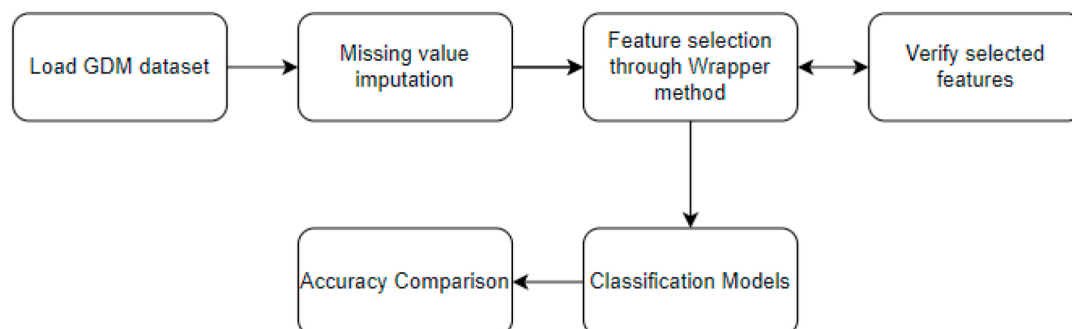 Load GDM dataset
Missing value
imputation
Feature selection
through Wrapper
method
Verify selected
features
Accuracy Comparison
Classification Models